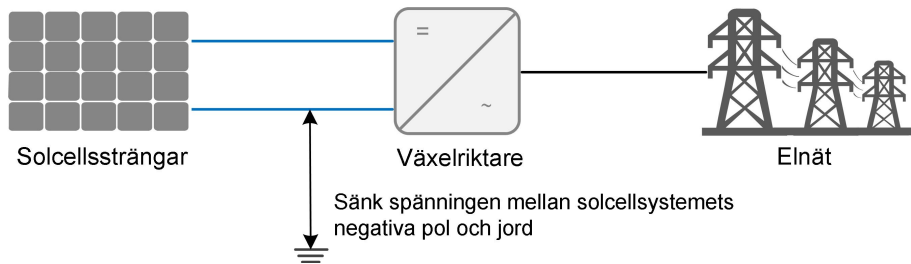 Solcellssträngar
Växelriktare
Elnät
Sänk spänningen mellan solcellsystemets
negativa pol och jord